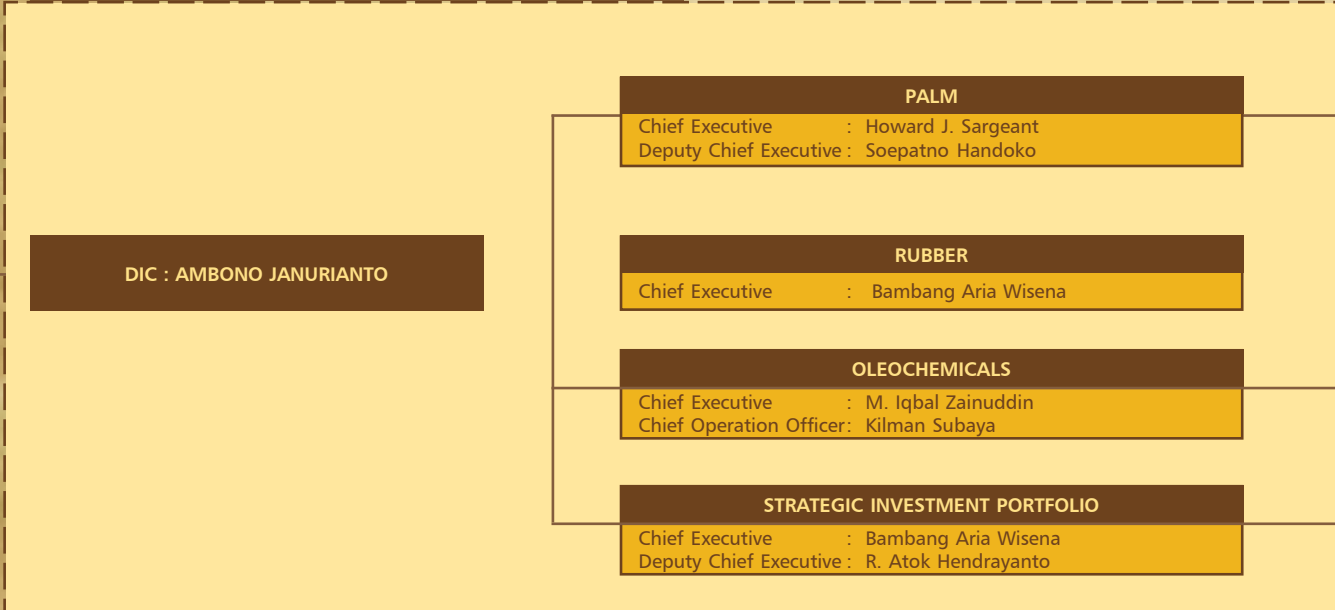 PALM
Chief Executive : Howard J. Sargeant
Deputy Chief Executive : Soepatno Handoko
DIC : AMBONO JANURIANTO
RUBBER
Chief Executive : Bambang Aria Wisena
OLEOCHEMICALS
Chief Executive : M. Iqbal Zainuddin
Chief Operation Officer : Kilman Subaya
STRATEGIC INVESTMENT PORTFOLIO
Chief Executive : Bambang Aria Wisena
Deputy Chief Executive : R. Atok Hendrayanto